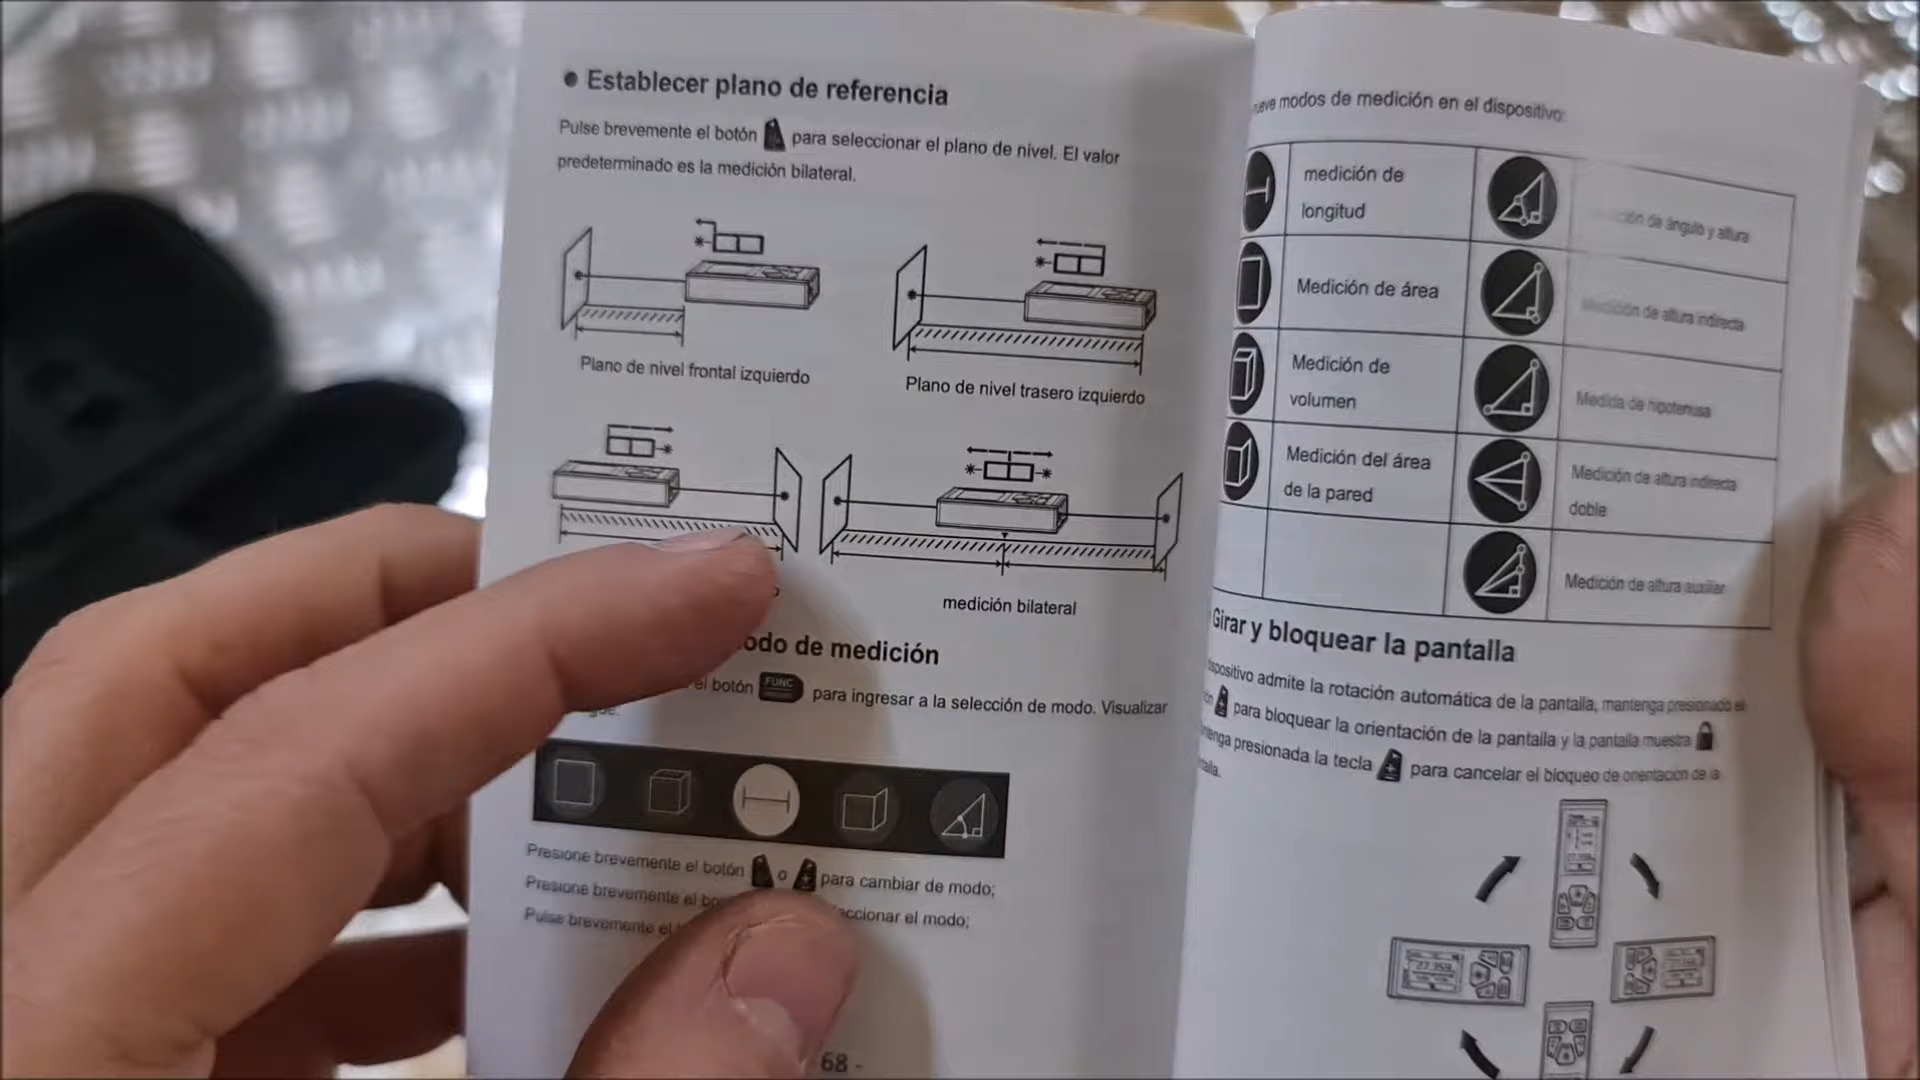 ● Establecer plano de referencia
Pulse brevemente el botón para seleccionar el plano de nivel. El valor
predeterminado es la medición bilateral.
Plano de nivel frontal izquierdo
Plano de nivel trasero izquierdo
medición bilateral
odo de medición
el botón FUNC para ingresar a la selección de modo. Visualizar
Presione brevemente el botón o para cambiar de modo;
Presione brevemente el bo ccionar el modo;
Pulse brevemente el
68 -
modos de medición en el dispositivo:
medición de
longitud
ángulo y altura
Medición de área
Medición de altura indirecta
Medición de
volumen
Medida de hipotenusa
Medición del área
de la pared
Medición de altura indirecta
doble
Medición de altura auxiliar
Girar y bloquear la pantalla
ispositivo admite la rotación automática de la pantalla, mantenga presionado el
para bloquear la orientación de la pantalla y la pantalla muestra
tenga presionada la tecla para cancelar el bloqueo de orientación de la